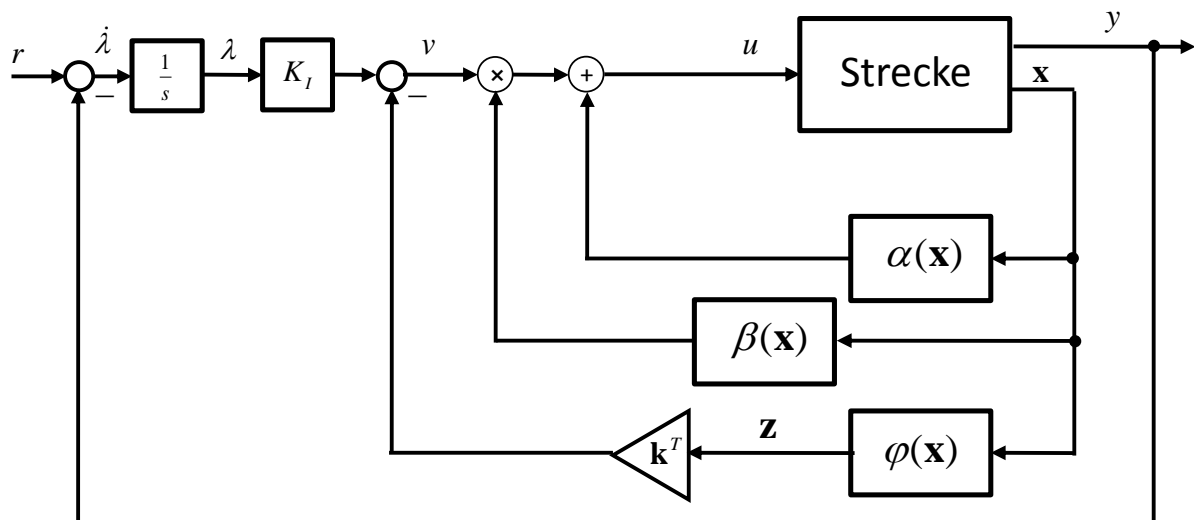 r
λ̇
−
1
s
λ
K_I
v
−
×
+
u
Strecke
y
x
α(x)
β(x)
k^T
z
φ(x)